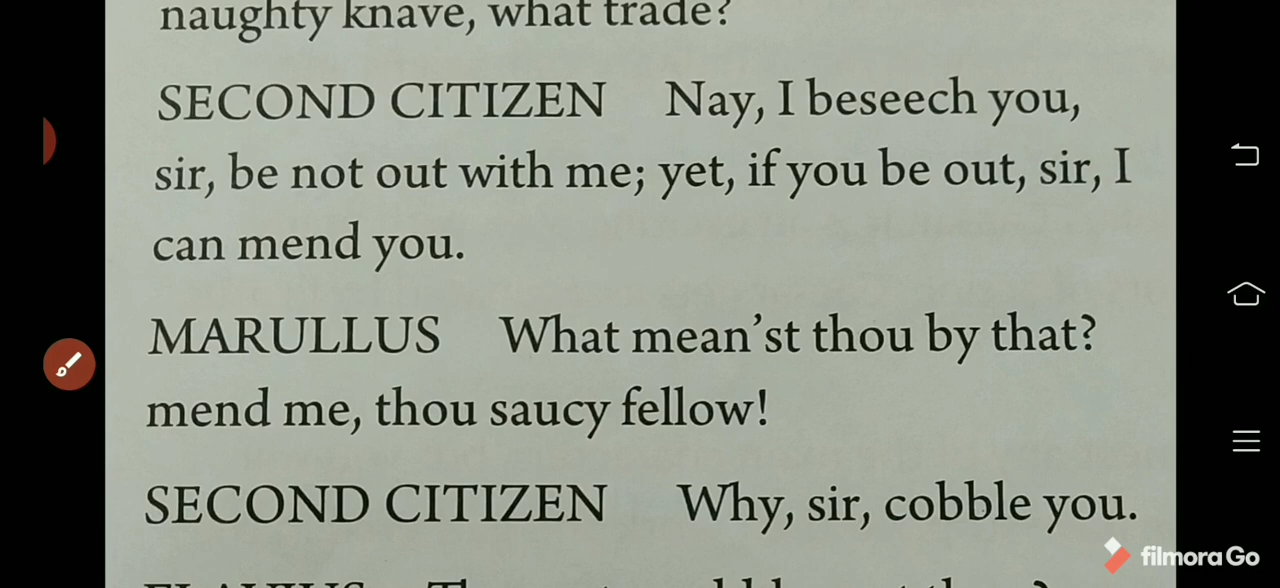 naughty knave, what trade?
SECOND CITIZEN Nay, I beseech you,
sir, be not out with me; yet, if you be out, sir, I
can mend you.
MARULLUS What mean’st thou by that?
mend me, thou saucy fellow!
SECOND CITIZEN Why, sir, cobble you.
filmoraGo